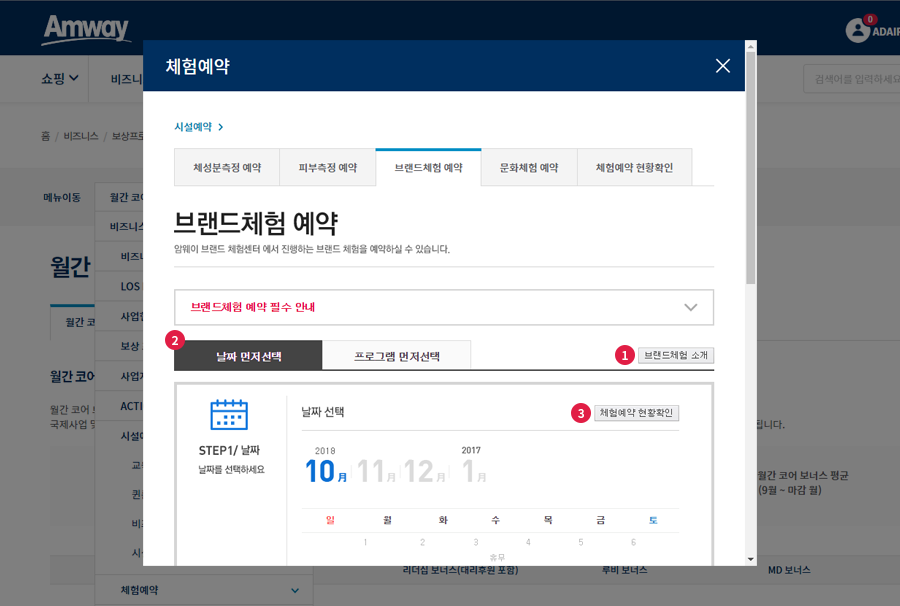 Amway
0
ADAIR
쇼핑
비즈니
검색어를 입력하세요
체험예약
홈 / 비즈니스 / 보상프로
시설예약 >
체성분측정 예약
피부측정 예약
브랜드체험 예약
문화체험 예약
체험예약 현황확인
메뉴이동
월간 코어
비즈니스
브랜드체험 예약
암웨이 브랜드 체험센터 에서 진행하는 브랜드 체험을 예약하실 수 있습니다.
비즈니
월간
LOS
브랜드체험 예약 필수 안내
사업
월간 코
2
날짜 먼저선택
프로그램 먼저선택
1
브랜드체험 소개
보상
월간 코어
사업자
월간 코어
국제사업 및
ACTI
날짜 선택
3
체험예약 현황확인
됩니다.
시설예
STEP1/ 날짜
날짜를 선택하세요
2018
10月
11月
12月
2017
1月
교
월간 코어 보너스 평균
(9월 ~ 마감 월)
퀸
일 월 화 수 목 금 토
비즈
1 2 3 4 5 6
시
휴무
리더십 보너스(대리후원 포함)
루비 보너스
MD 보너스
체험예약